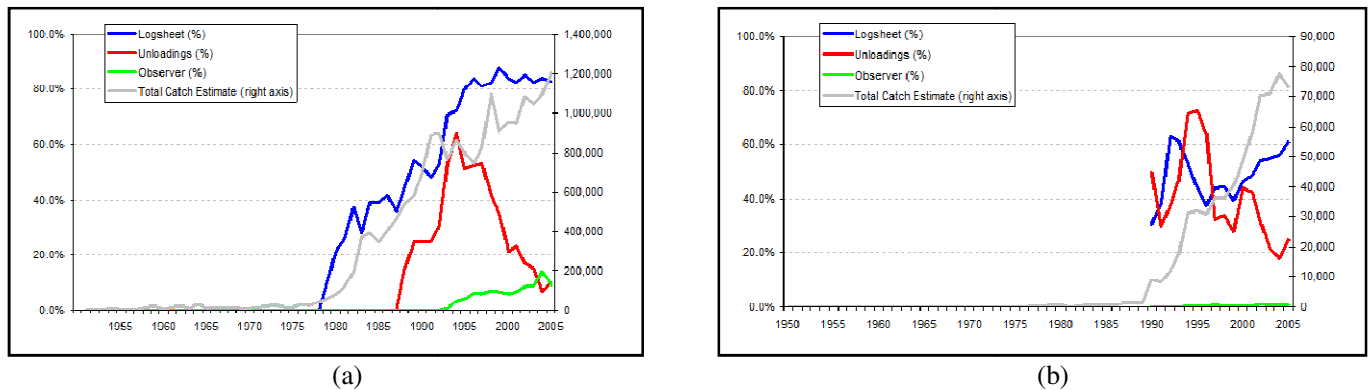 Logsheet (%)
Unloadings (%)
Observer (%)
Total Catch Estimate (right axis)
100.0%
80.0%
60.0%
40.0%
20.0%
0.0%
1,400,000
1,200,000
1,000,000
800,000
600,000
400,000
200,000
0
1955 1960 1965 1970 1975 1980 1985 1990 1995 2000 2005
(a)
Logsheet (%)
Unloadings (%)
Observer (%)
Total Catch Estimate (right axis)
100.0%
80.0%
60.0%
40.0%
20.0%
0.0%
90,000
80,000
70,000
60,000
50,000
40,000
30,000
20,000
10,000
0
1950 1955 1960 1965 1970 1975 1980 1985 1990 1995 2000 2005
(b)